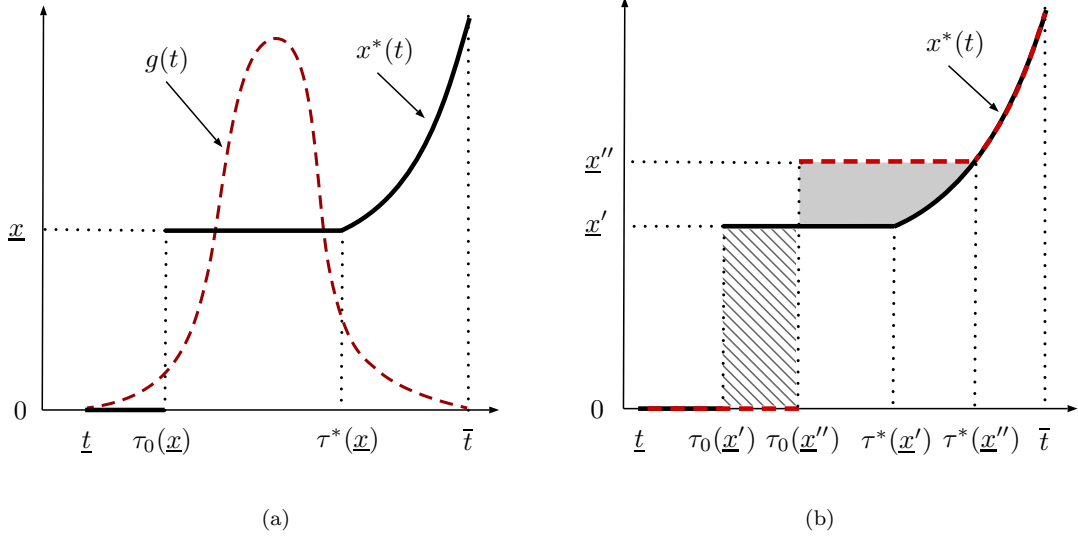 g(t)
x*(t)
x̲
0
t̲
τ₀(x̲)
τ*(x̲)
t̅
(a)
x*(t)
x̲′′
x̲′
0
t̲
τ₀(x̲′)
τ₀(x̲′′)
τ*(x̲′)
τ*(x̲′′)
t̅
(b)